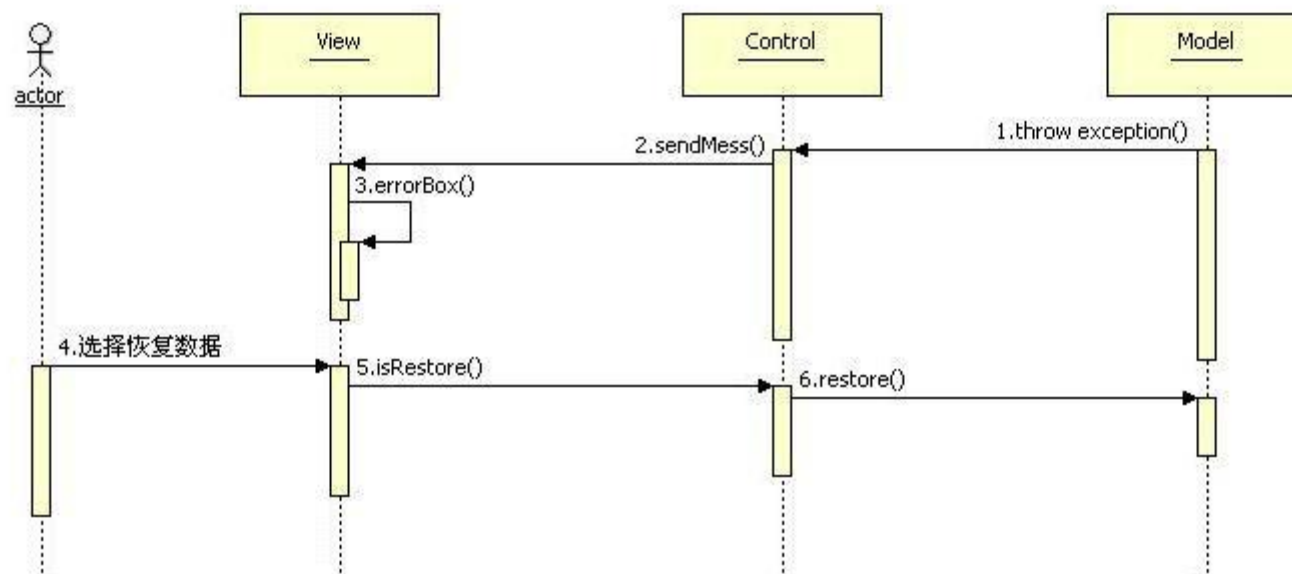 View
Control
Model
actor
1.throw exception()
2.sendMess()
3.errorBox()
4.选择恢复数据
5.isRestore()
6.restore()